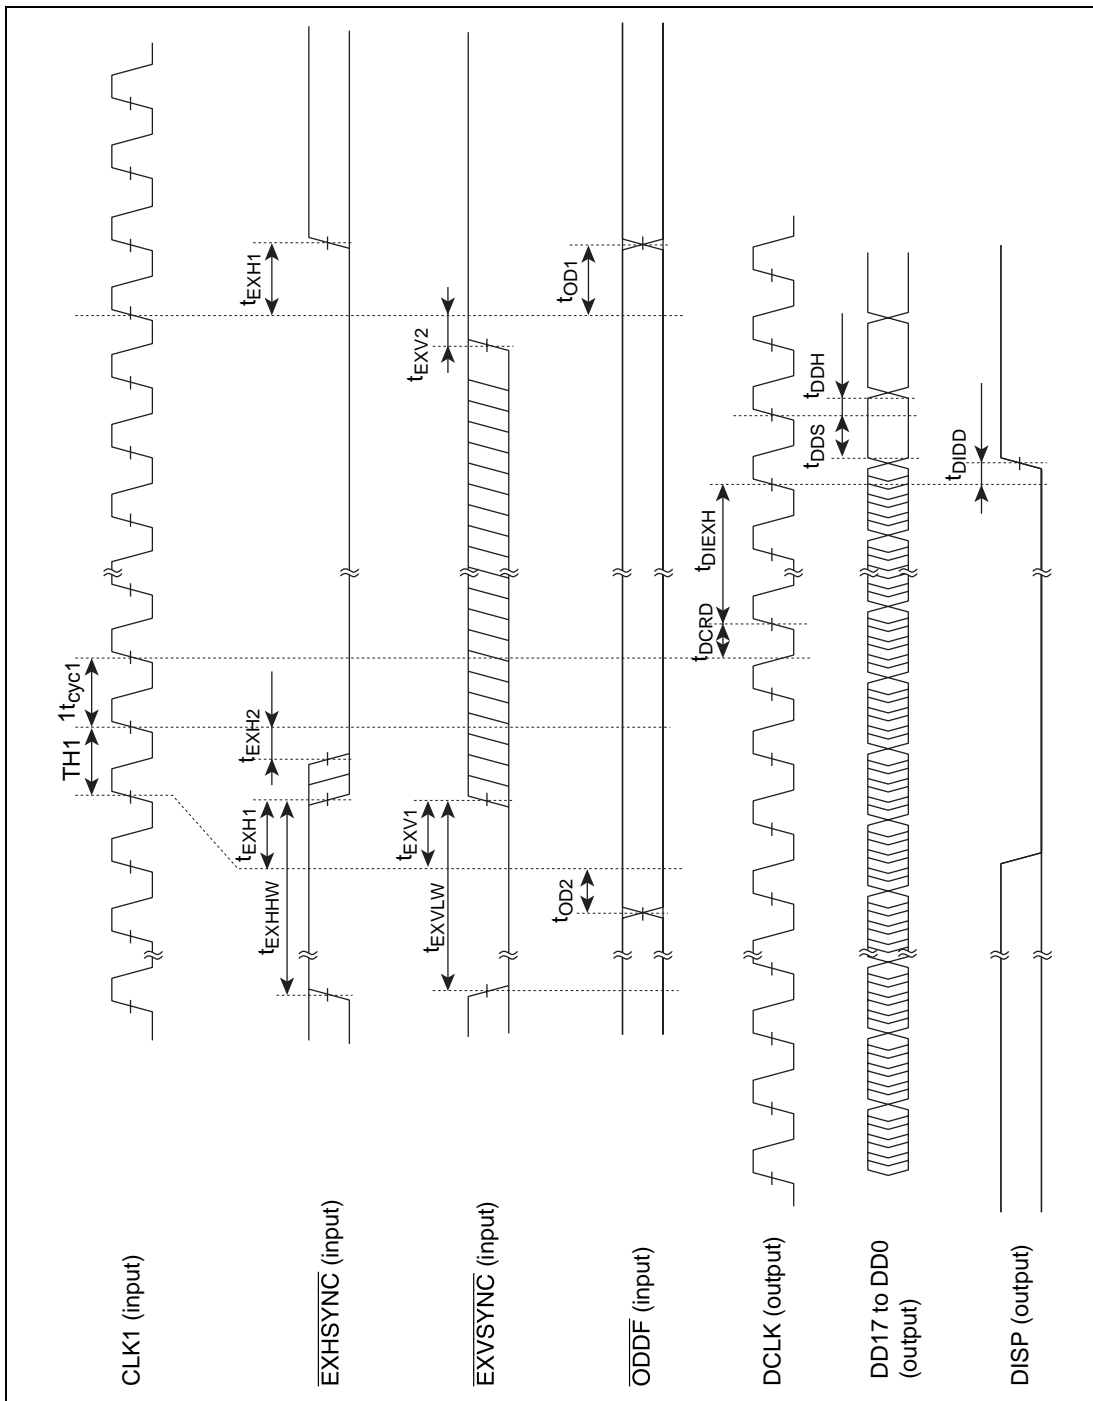 CLK1 (input)
TH1
1tcyc1
EXHSYNC (input)
tEXHHW
tEXH1
tEXH2
tEXH1
EXVSYNC (input)
tEXVLW
tEXV1
tEXV2
ODDF (input)
tOD2
tOD1
DCLK (output)
tDCRD
tDIEXH
DD17 to DD0
(output)
tDDS
tDDH
DISP (output)
tDIDD